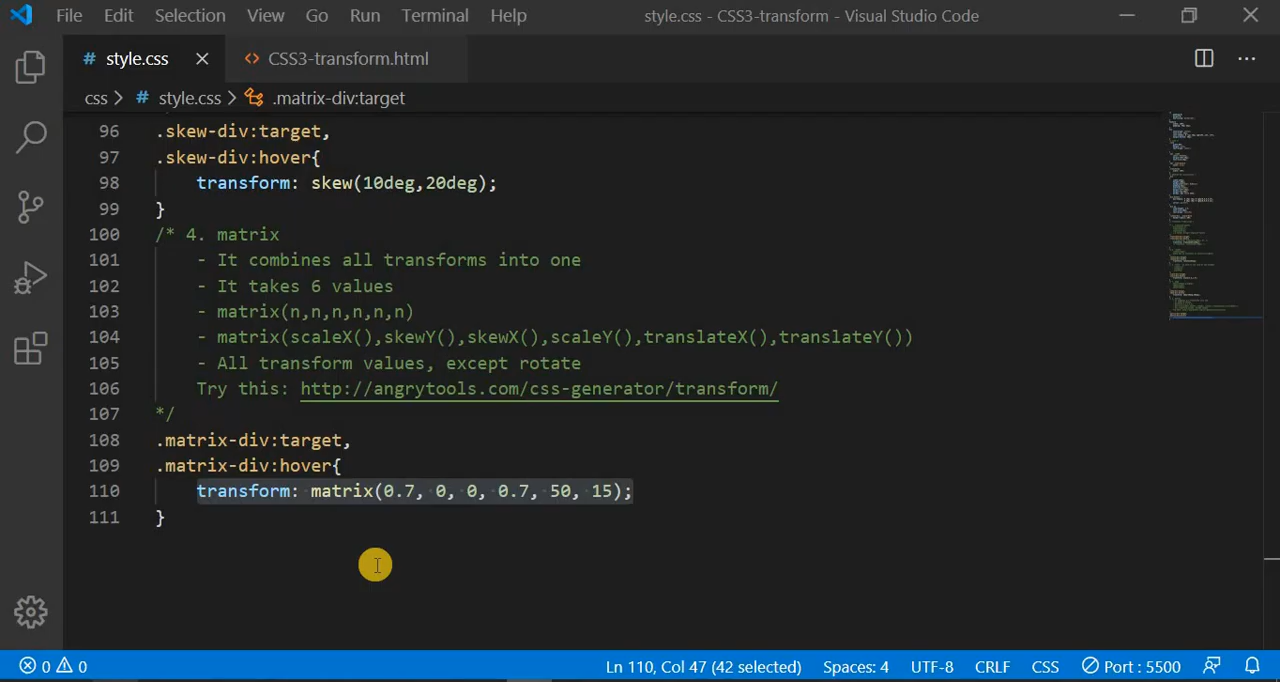 File Edit Selection View Go Run Terminal Help style.css - CSS3-transform - Visual Studio Code
# style.css CSS3-transform.html
css > # style.css > .matrix-div:target
96 .skew-div:target,
97 .skew-div:hover{
98 transform: skew(10deg,20deg);
99 }
100 /* 4. matrix
101 - It combines all transforms into one
102 - It takes 6 values
103 - matrix(n,n,n,n,n,n)
104 - matrix(scaleX(),skewY(),skewX(),scaleY(),translateX(),translateY())
105 - All transform values, except rotate
106 Try this: http://angrytools.com/css-generator/transform/
107 */
108 .matrix-div:target,
109 .matrix-div:hover{
110 transform: matrix(0.7, 0, 0, 0.7, 50, 15);
111 }
0 0 Ln 110, Col 47 (42 selected) Spaces: 4 UTF-8 CRLF CSS Port : 5500